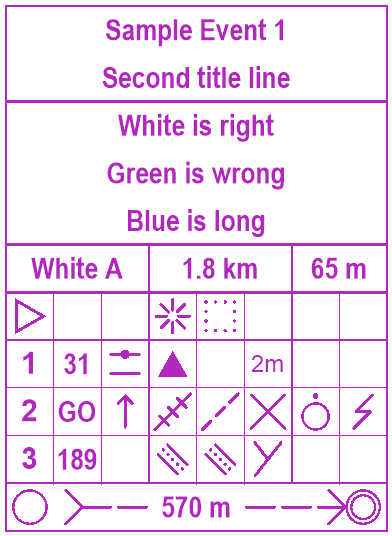 Sample Event 1
Second title line
White is right
Green is wrong
Blue is long
White A 1.8 km 65 m
1 31 2m
2 GO
3 189
570 m